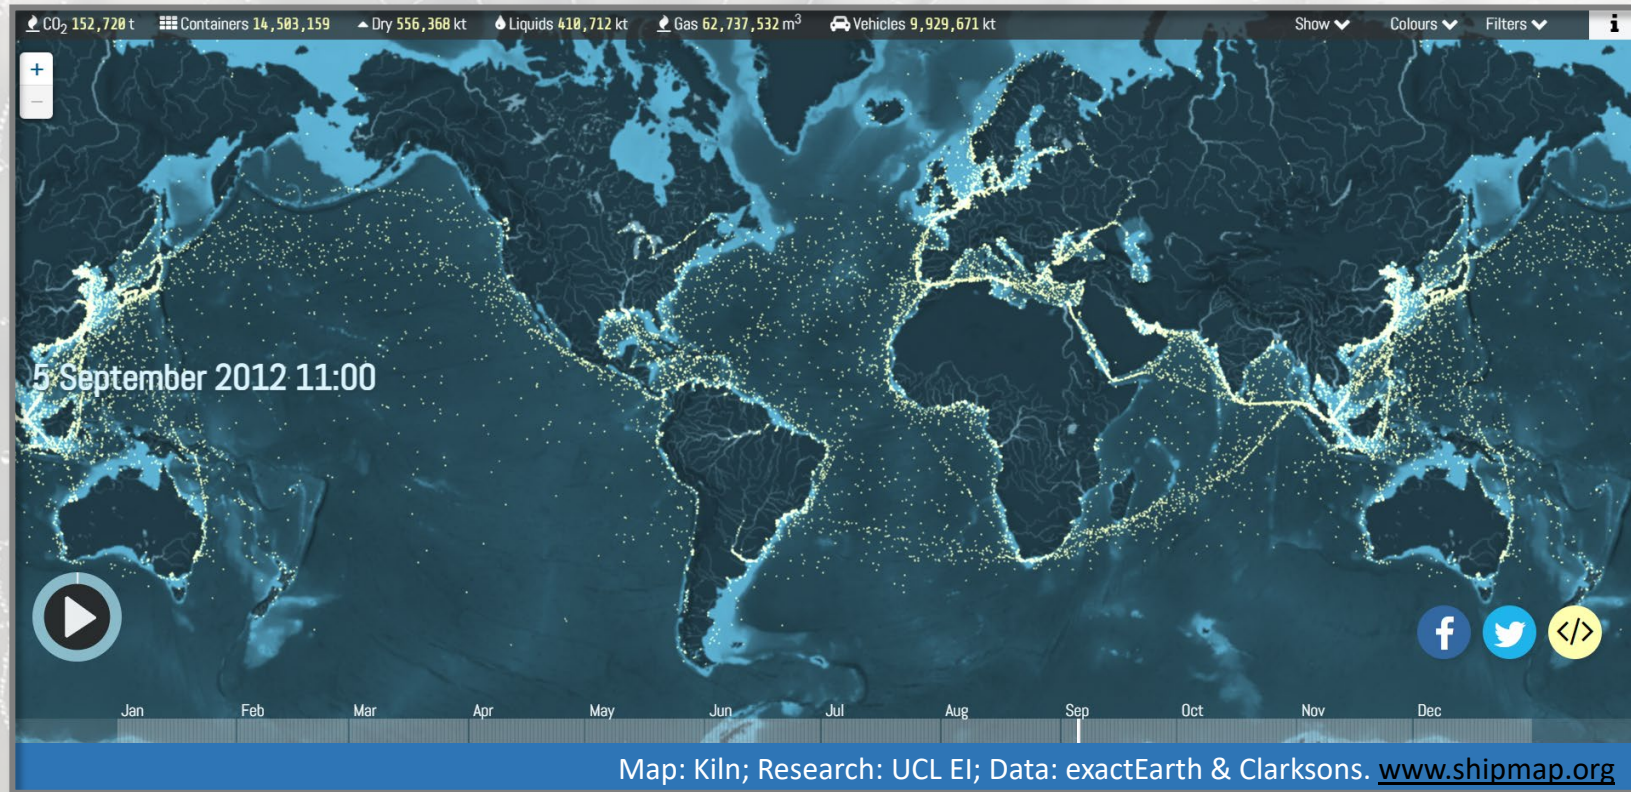 CO2 152,720 t Containers 14,503,159 Dry 556,368 kt Liquids 410,712 kt Gas 62,737,532 m3 Vehicles 9,929,671 kt Show Colours Filters i
+
−
5 September 2012 11:00
f </>
Jan Feb Mar Apr May Jun Jul Aug Sep Oct Nov Dec
Map: Kiln; Research: UCL EI; Data: exactEarth & Clarksons. www.shipmap.org